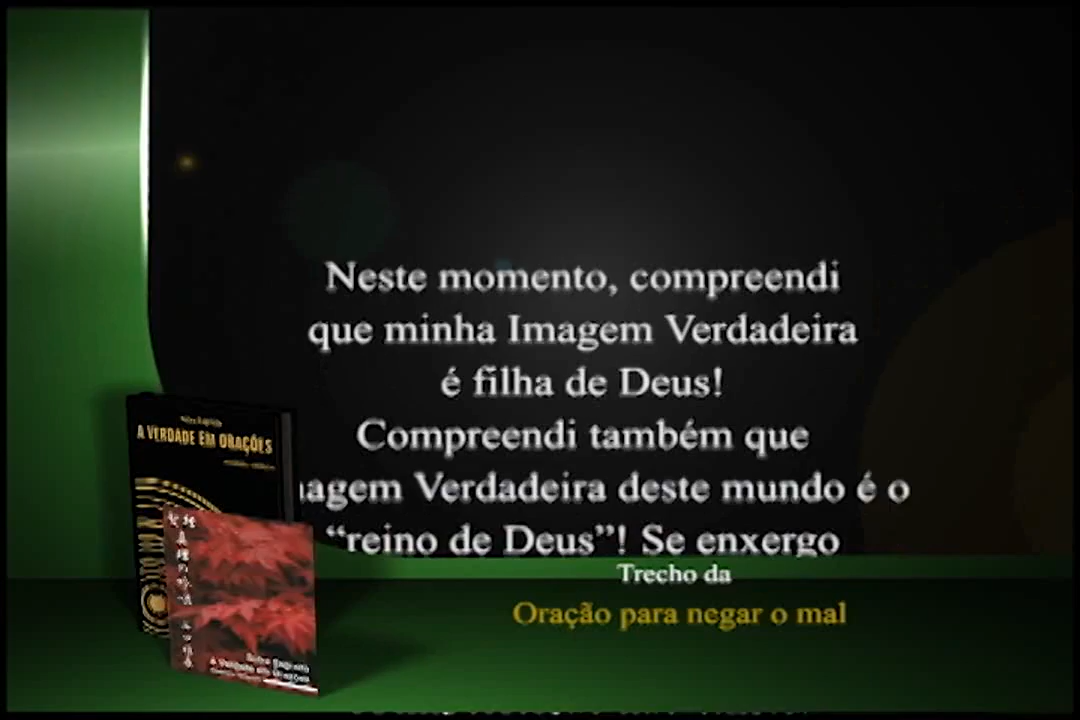 Neste momento, compreendi
que minha Imagem Verdadeira
é filha de Deus!
Compreendi também que
Verdadeira deste mundo é o
“reino de Deus”! Se enxergo
Trecho da
Oração para negar o mal
A VERDADE EM ORAÇÕES